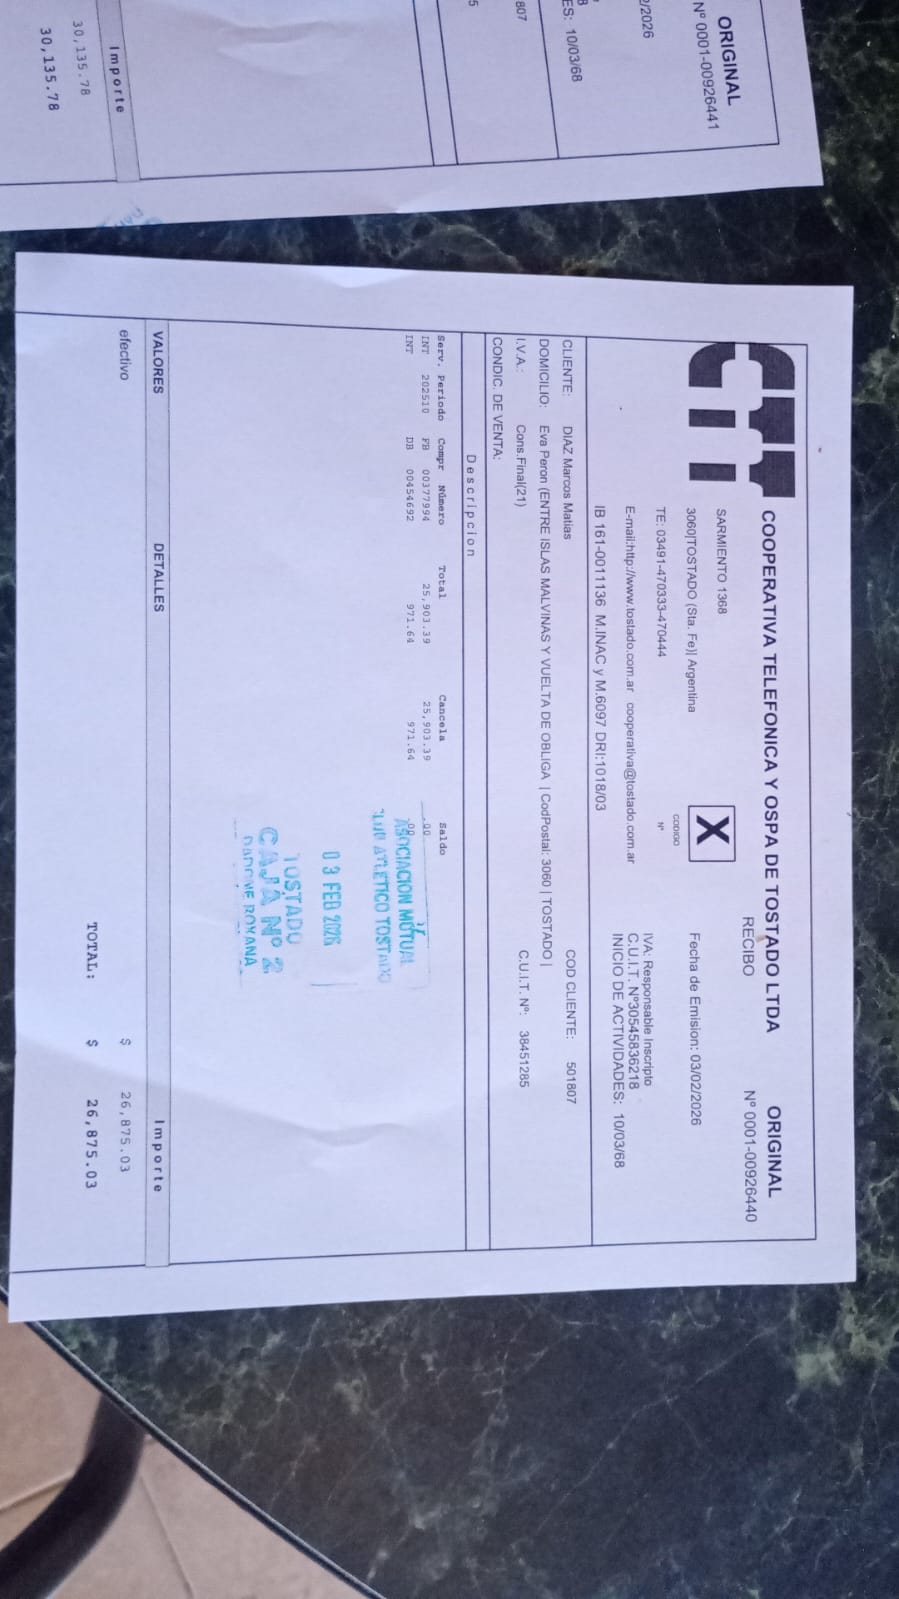 ORIGINAL
Nº 0001-00926441
2/2026
ES: 10/03/68
807
5
Importe
30,135.78
30,135.78
COOPERATIVA TELEFONICA Y OSPA DE TOSTADO LTDA
ORIGINAL
RECIBO
Nº 0001-00926440
SARMIENTO 1368
3060|TOSTADO (Sta. Fe)| Argentina
X
Fecha de Emision: 03/02/2026
CODIGO
Nº
TE: 03491-470333-470444
IVA: Responsable Inscripto
E-mail:http://www.tostado.com.ar cooperativa@tostado.com.ar
C.U.I.T. Nº30545836218
IB 161-0011136 M.INAC y M.6097 DRI:1018/03
INICIO DE ACTIVIDADES: 10/03/68
CLIENTE: DIAZ Marcos Matias
COD CLIENTE: 501807
DOMICILIO: Eva Peron (ENTRE ISLAS MALVINAS Y VUELTA DE OBLIGA | CodPostal: 3060 | TOSTADO |
I.V.A.: Cons.Final(21)
C.U.I.T. Nº: 38451285
CONDIC. DE VENTA:
Descripcion
Serv. Periodo Compr Número Total Cancela Saldo
INT 202510 FB 00377994 25,903.39 25,903.39 .00
INT DB 00454692 971.64 971.64 .00
ASOCIACION MUTUAL
CLUB ATLETICO TOSTADO
03 FEB 2026
TOSTADO
CAJA Nº 2
ROXANA
VALORES DETALLES Importe
efectivo $ 26,875.03
TOTAL: $ 26,875.03